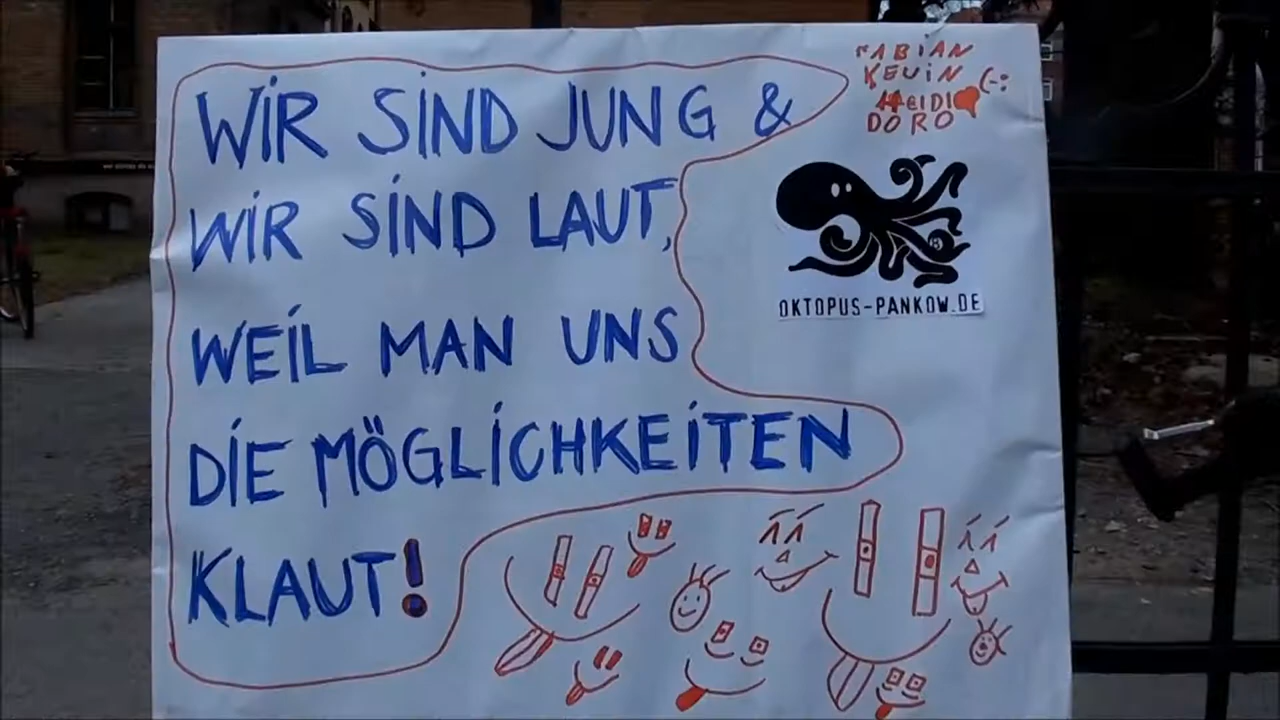 WIR SIND JUNG &
WIR SIND LAUT,
WEIL MAN UNS
DIE MÖGLICHKEITEN
KLAUT!
FABIAN
KEVIN (-:
HEIDI
DORO
OKTOPUS-PANKOW.DE